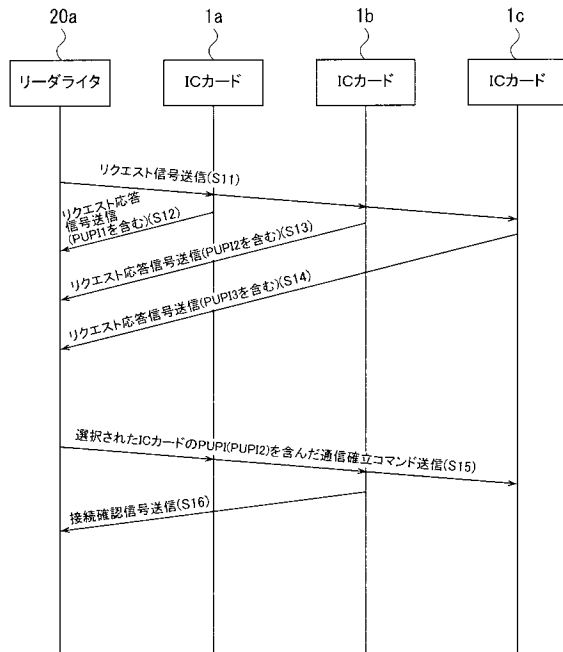 20a
1a
1b
1c
リーダライタ
ICカード
ICカード
ICカード
リクエスト信号送信(S11)
リクエスト応答
信号送信
(PUPI1を含む)(S12)
リクエスト応答信号送信(PUPI2を含む)(S13)
リクエスト応答信号送信(PUPI3を含む)(S14)
選択されたICカードのPUPI(PUPI2)を含んだ通信確立コマンド送信(S15)
接続確認信号送信(S16)